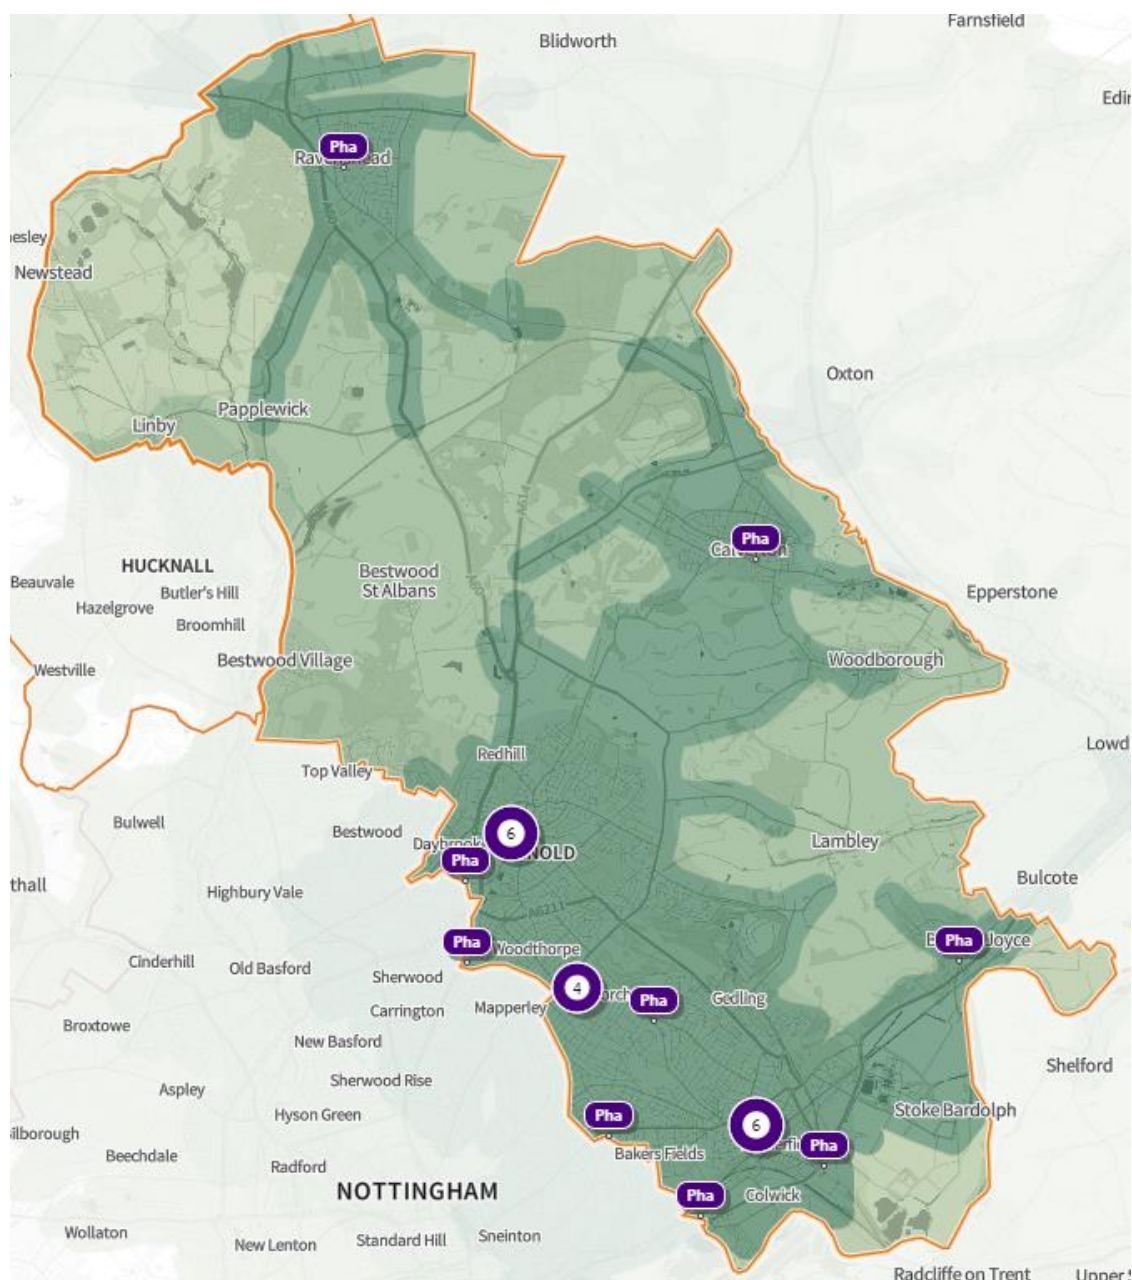 Farnsfield
Blidworth
Pha
Newstead
Oxton
Papplewick
Linby
Pha
HUCKNALL
Beauvale
Butler's Hill
Hazelgrove
Broomhill
Bestwood
St Albans
Epperstone
Westville
Bestwood Village
Woodborough
Redhill
Top Valley
Bulwell
Bestwood
6
Pha
Lambley
Bulcote
Highbury Vale
Pha
Woodthorpe
A6211
Pha
Cinderhill
Old Basford
Sherwood
4
Pha
Gedling
Carrington
Mapperley
Broxtowe
New Basford
Shelford
Aspley
Sherwood Rise
Hyson Green
Pha
6
Stoke Bardolph
Pha
Beechdale
Bakers Fields
Radford
NOTTINGHAM
Pha
Colwick
Wollaton
New Lenton
Standard Hill
Sneinton
Radcliffe on Trent